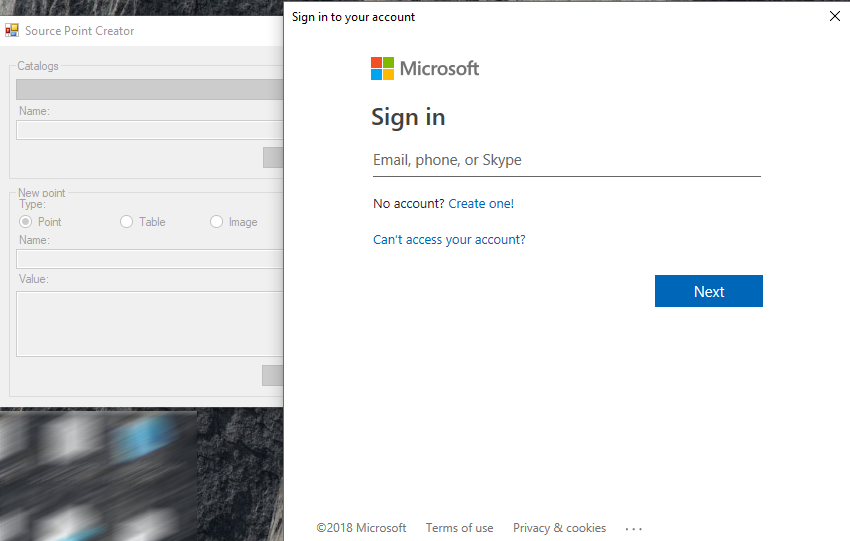 Source Point Creator
Catalogs
Name:
New point
Type:
Point Table Image
Name:
Value:
Sign in to your account
Microsoft
Sign in
Email, phone, or Skype
No account? Create one!
Can't access your account?
Next
©2018 Microsoft Terms of use Privacy & cookies ...